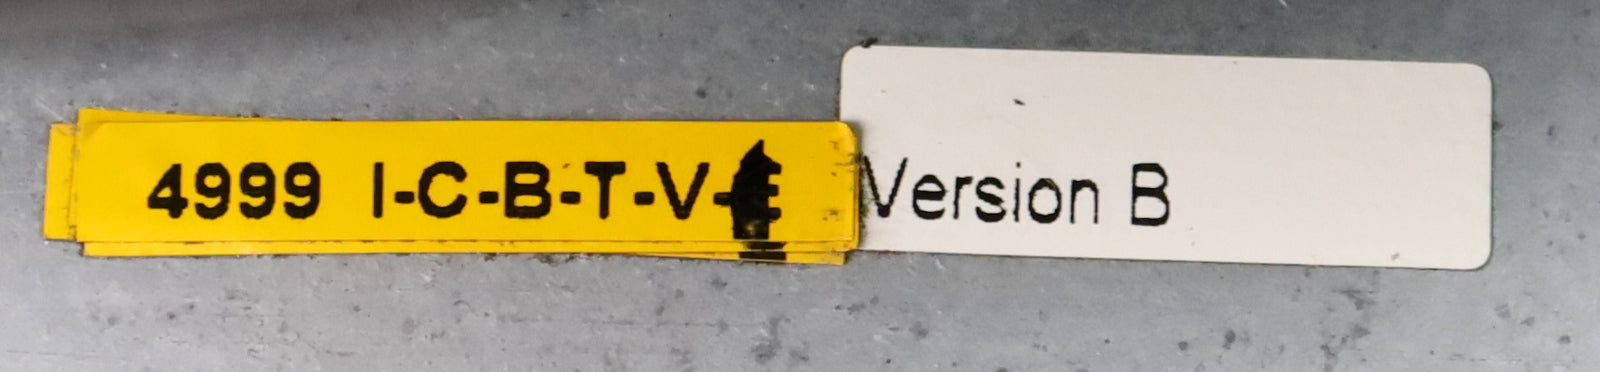 4999 I-C-B-T-V-E
Version B